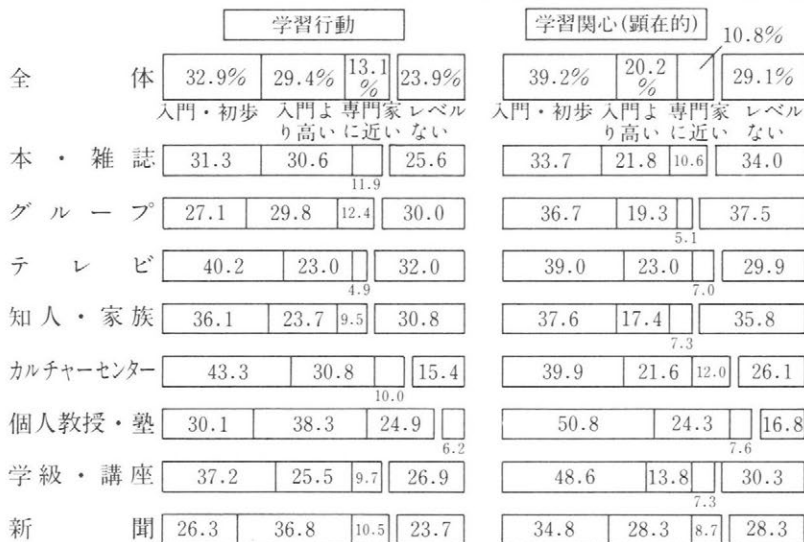 学習行動 学習関心(顕在的)
10.8%
全体 32.9% 29.4% 13.1% 23.9% 39.2% 20.2% 29.1%
入門・初歩 入門より高い 専門家に近い レベルない 入門・初歩 入門より高い 専門家に近い レベルない
本・雑誌 31.3 30.6 25.6 33.7 21.8 10.6 34.0
11.9
グループ 27.1 29.8 12.4 30.0 36.7 19.3 37.5
5.1
テレビ 40.2 23.0 32.0 39.0 23.0 29.9
4.9 7.0
知人・家族 36.1 23.7 9.5 30.8 37.6 17.4 35.8
7.3
カルチャーセンター 43.3 30.8 15.4 39.9 21.6 12.0 26.1
10.0
個人教授・塾 30.1 38.3 24.9 50.8 24.3 16.8
6.2 7.6
学級・講座 37.2 25.5 9.7 26.9 48.6 13.8 30.3
7.3
新聞 26.3 36.8 10.5 23.7 34.8 28.3 8.7 28.3